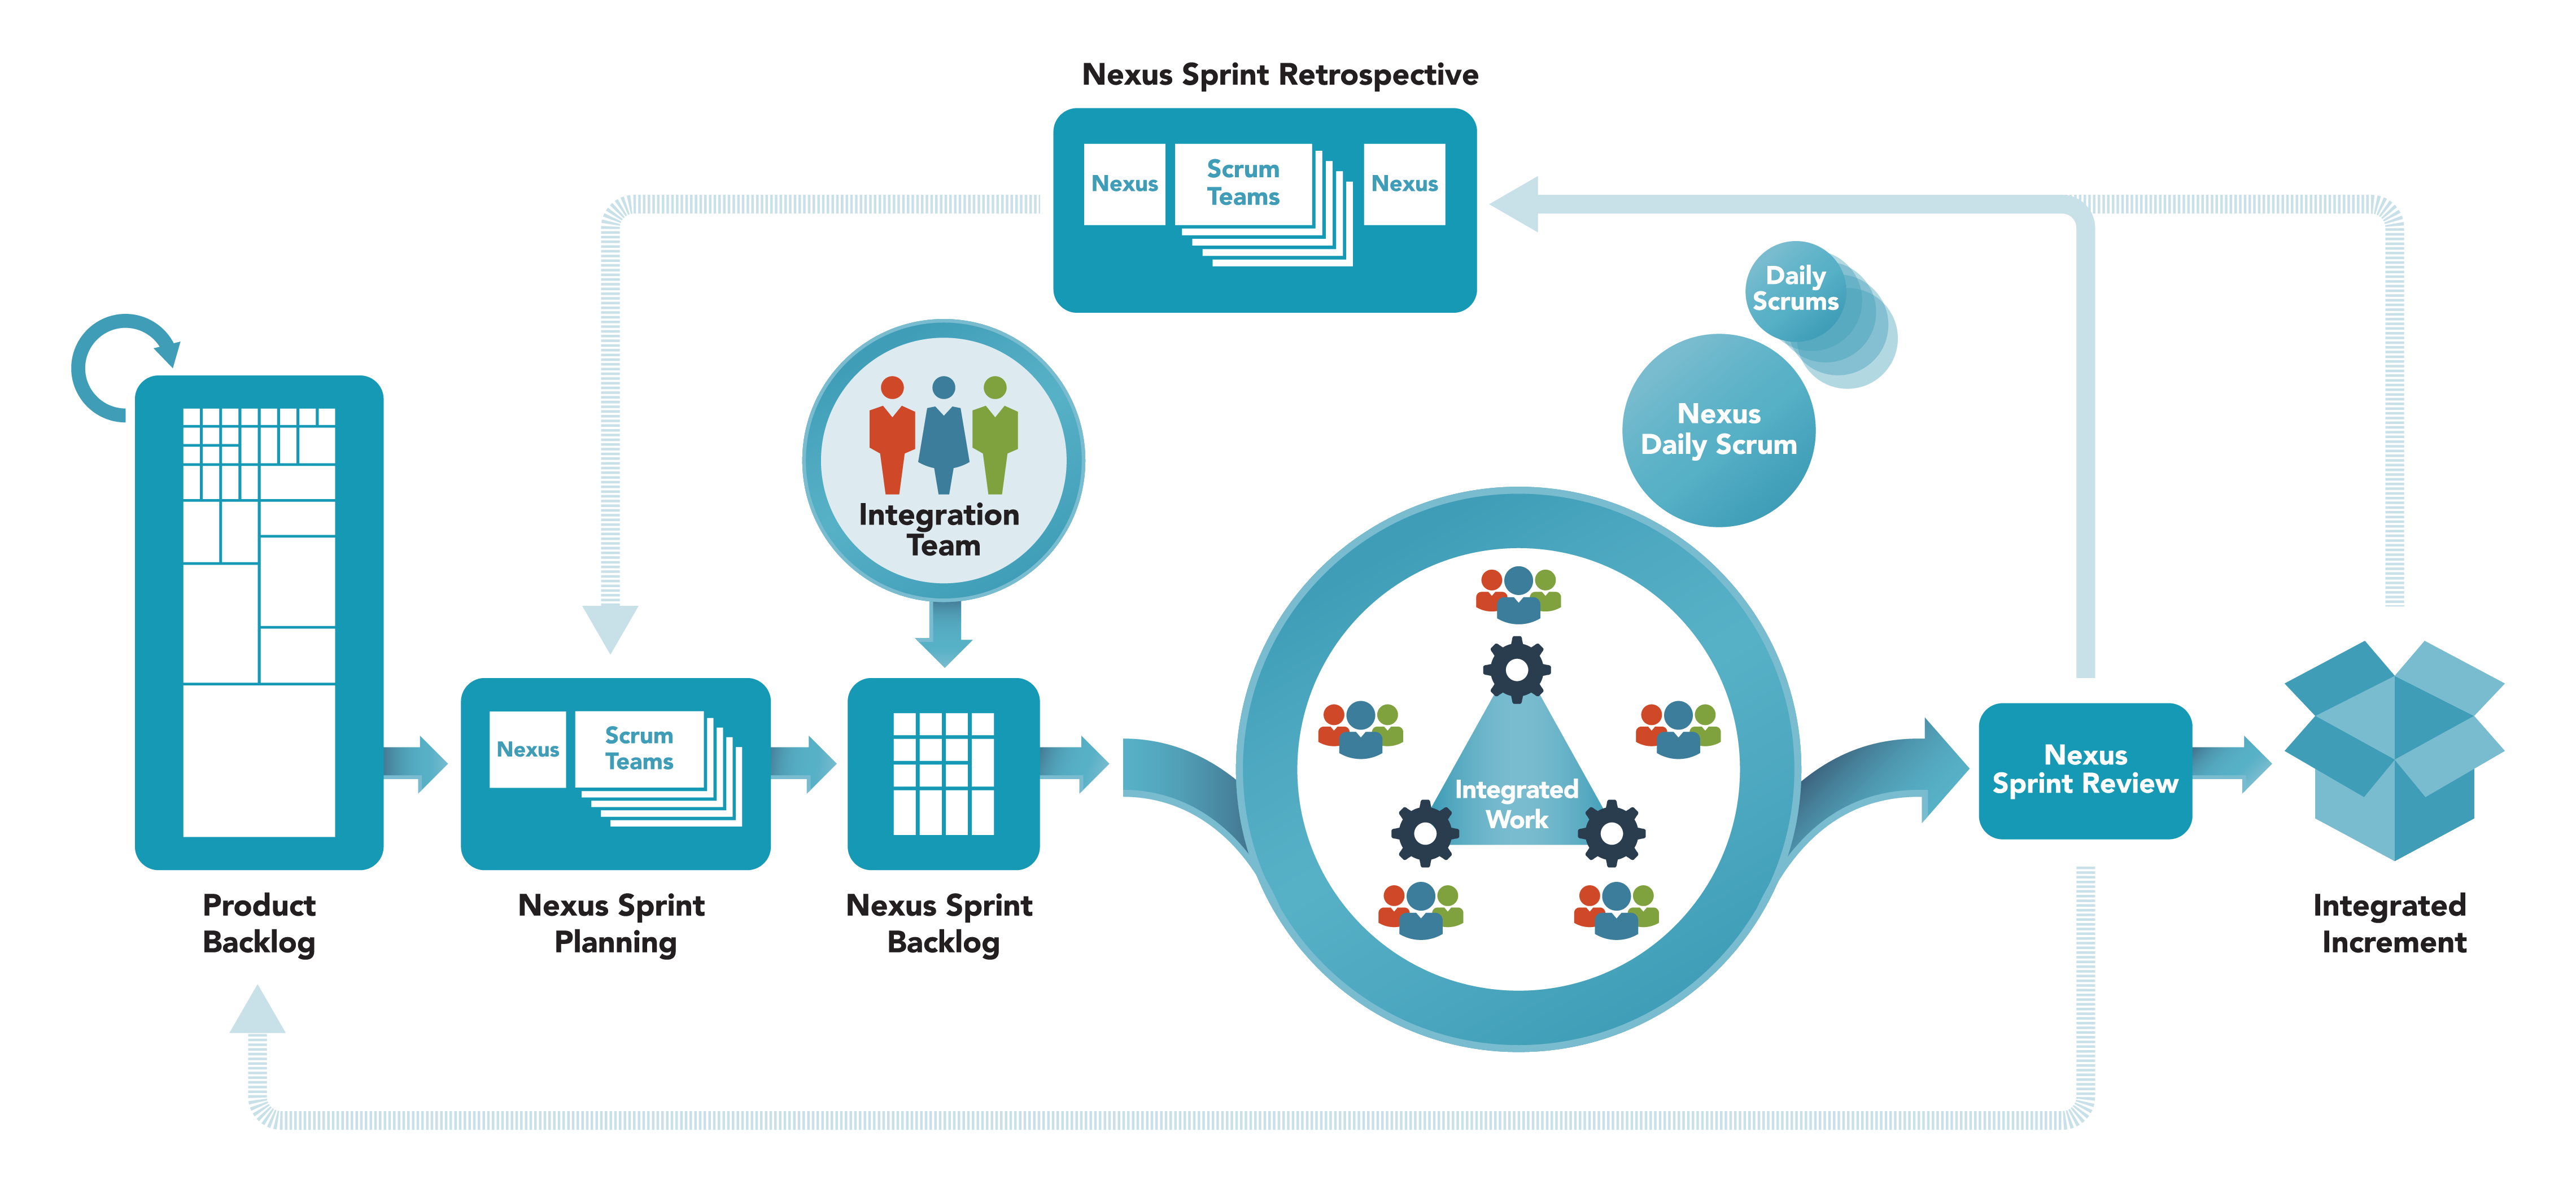 Nexus Sprint Retrospective
Nexus
Scrum
Teams
Nexus
Daily
Scrums
Nexus
Daily Scrum
Integration
Team
Nexus
Scrum
Teams
Integrated
Work
Nexus
Sprint Review
Product
Backlog
Nexus Sprint
Planning
Nexus Sprint
Backlog
Integrated
Increment